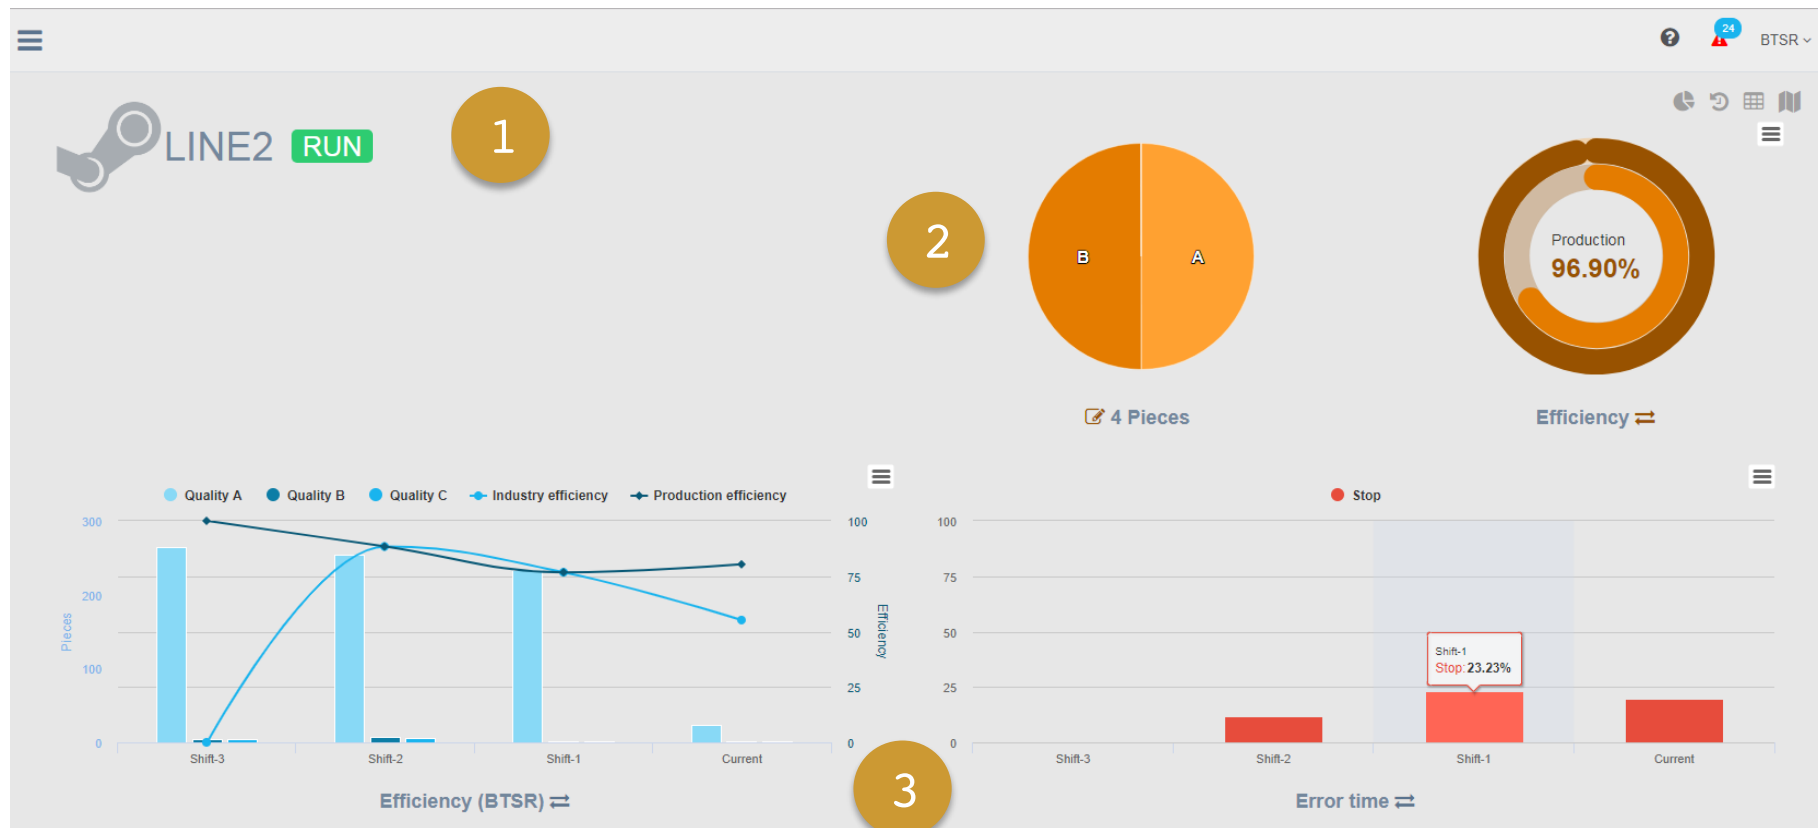 24
BTSR
LINE2 RUN
1
2
B
A
Production
96.90%
4 Pieces
Efficiency
Quality A Quality B Quality C Industry efficiency Production efficiency
Pieces
300
200
100
0
100
75
50
25
0
Efficiency
Shift-3 Shift-2 Shift-1 Current
Efficiency (BTSR)
3
Stop
100
75
50
25
0
Shift-1
Stop: 23.23%
Shift-3 Shift-2 Shift-1 Current
Error time